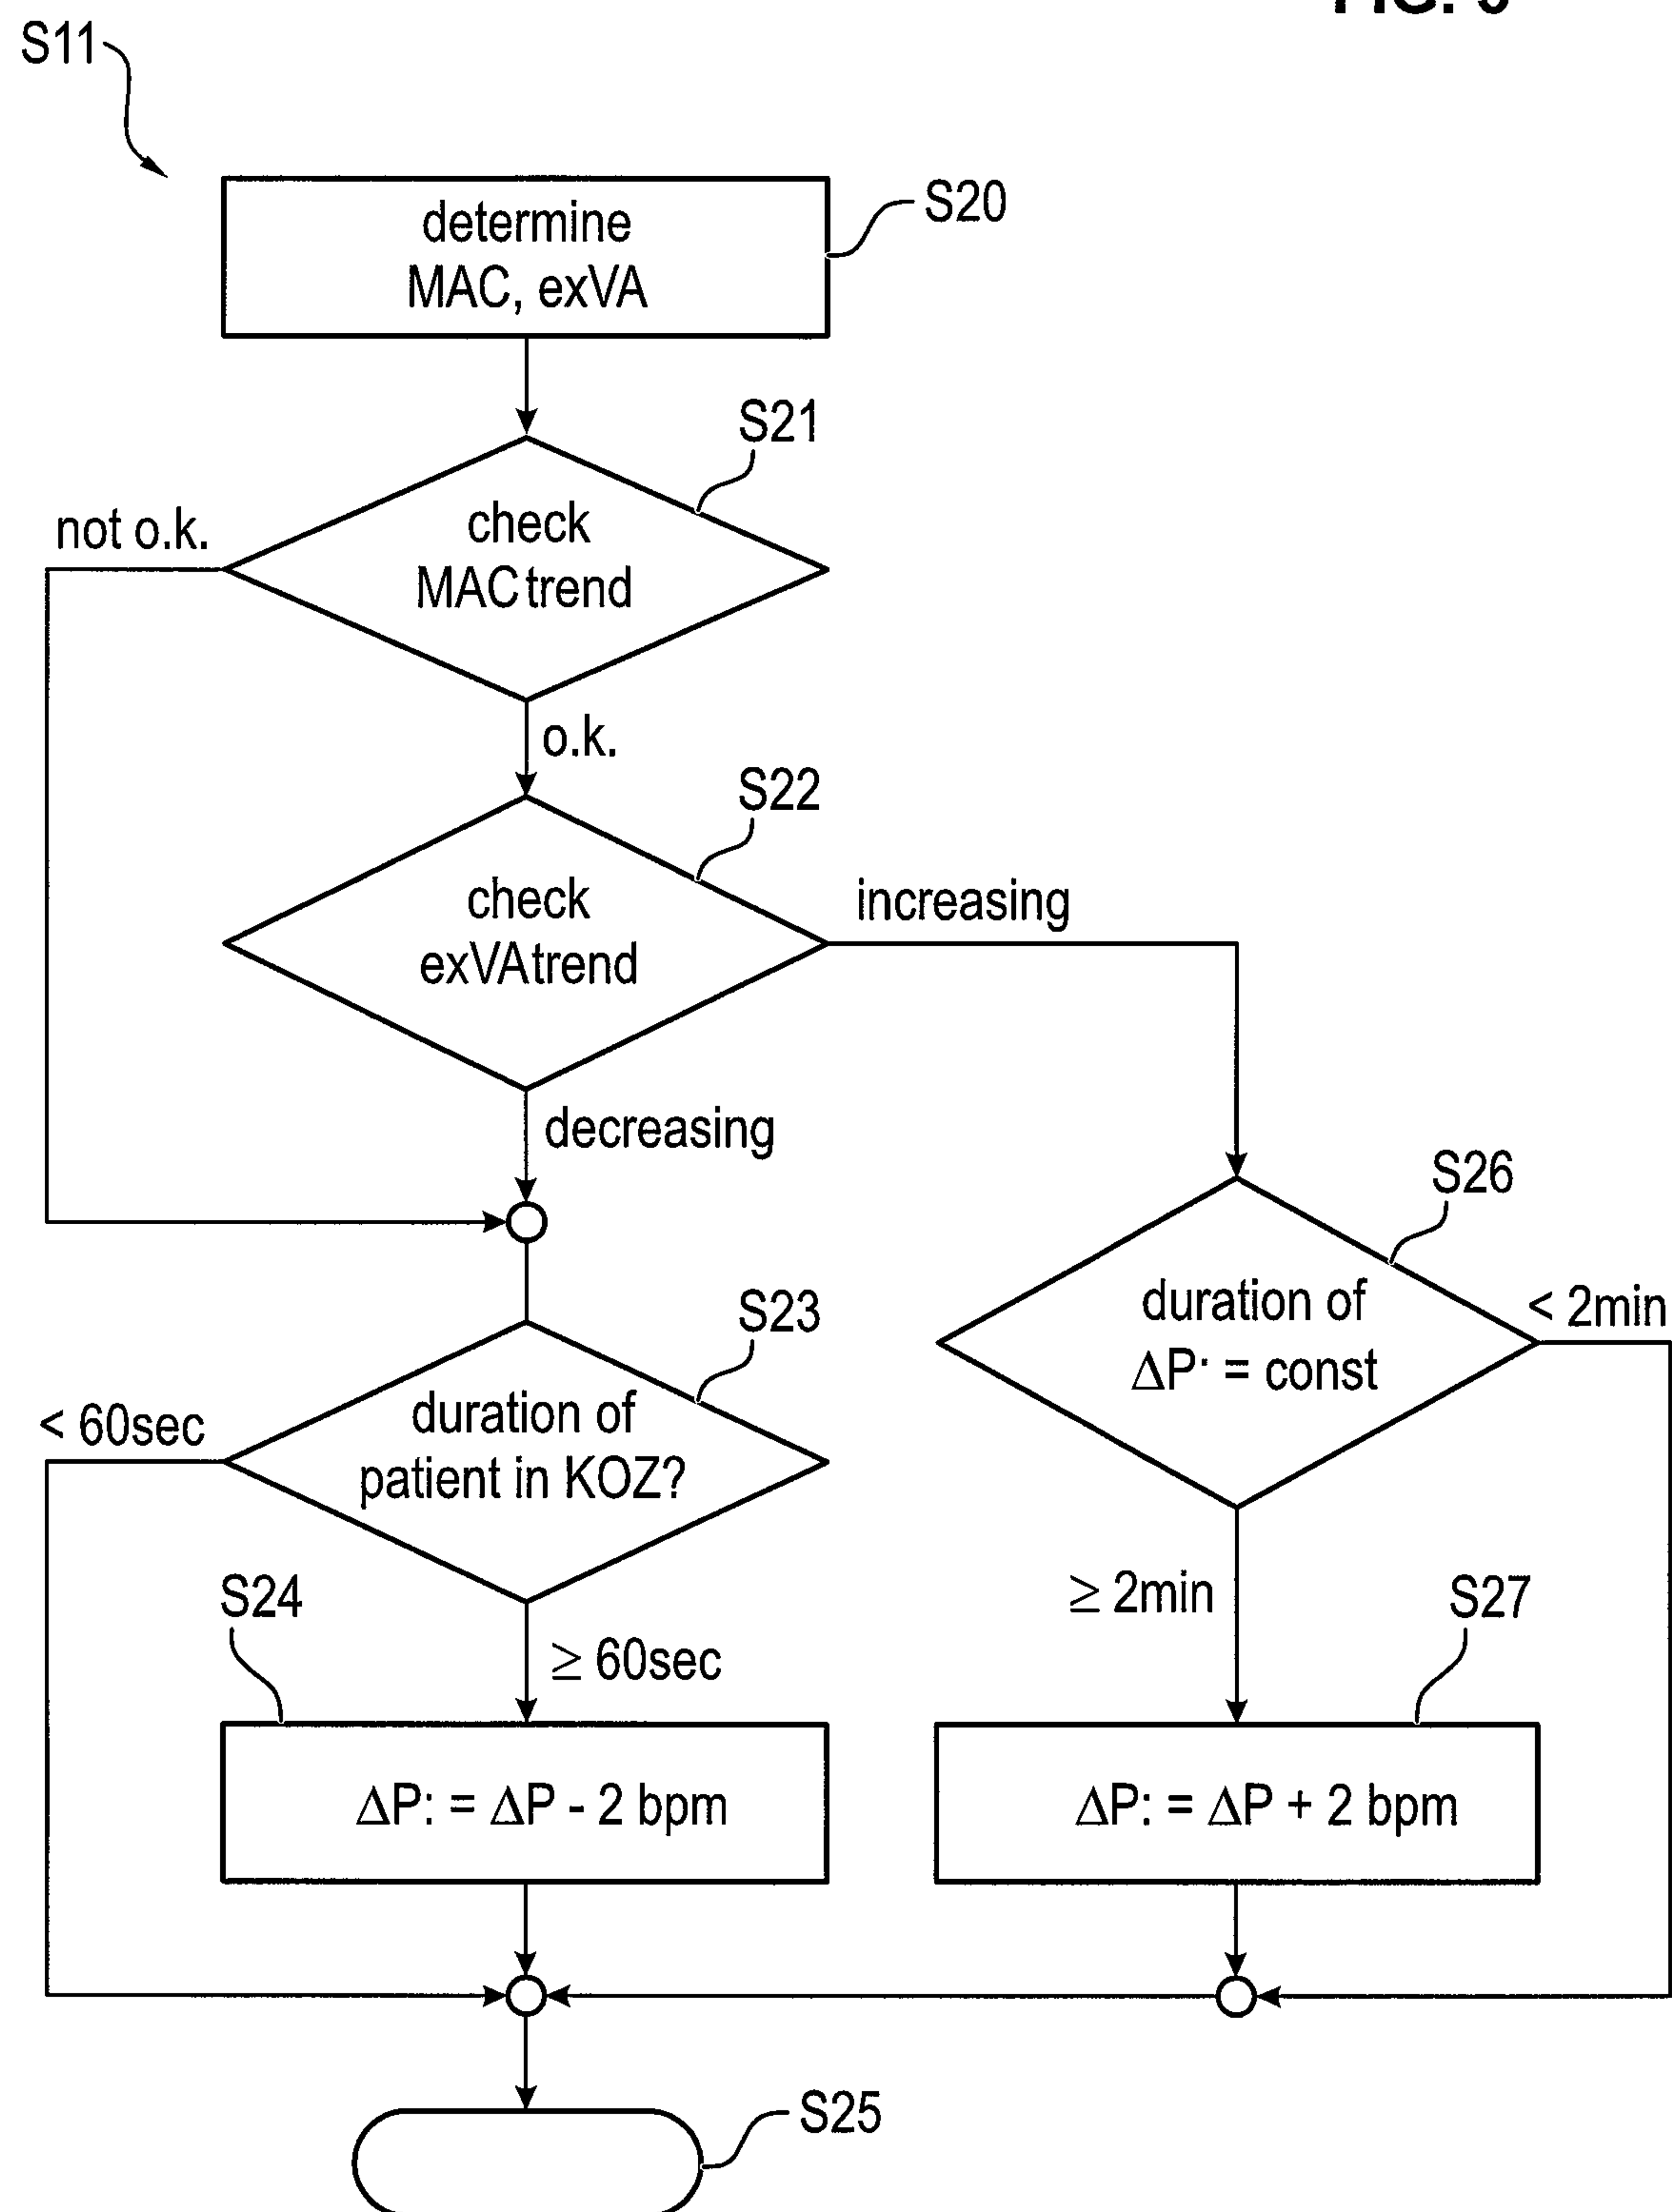 S11
determine
MAC, exVA
S20
S21
check
MAC trend
not o.k.
o.k.
S22
check
exVA trend
increasing
decreasing
S26
duration of
ΔP· = const
< 2min
S23
duration of
patient in KOZ?
< 60sec
≥ 2min
S24
≥ 60sec
S27
ΔP: = ΔP - 2 bpm
ΔP: = ΔP + 2 bpm
S25